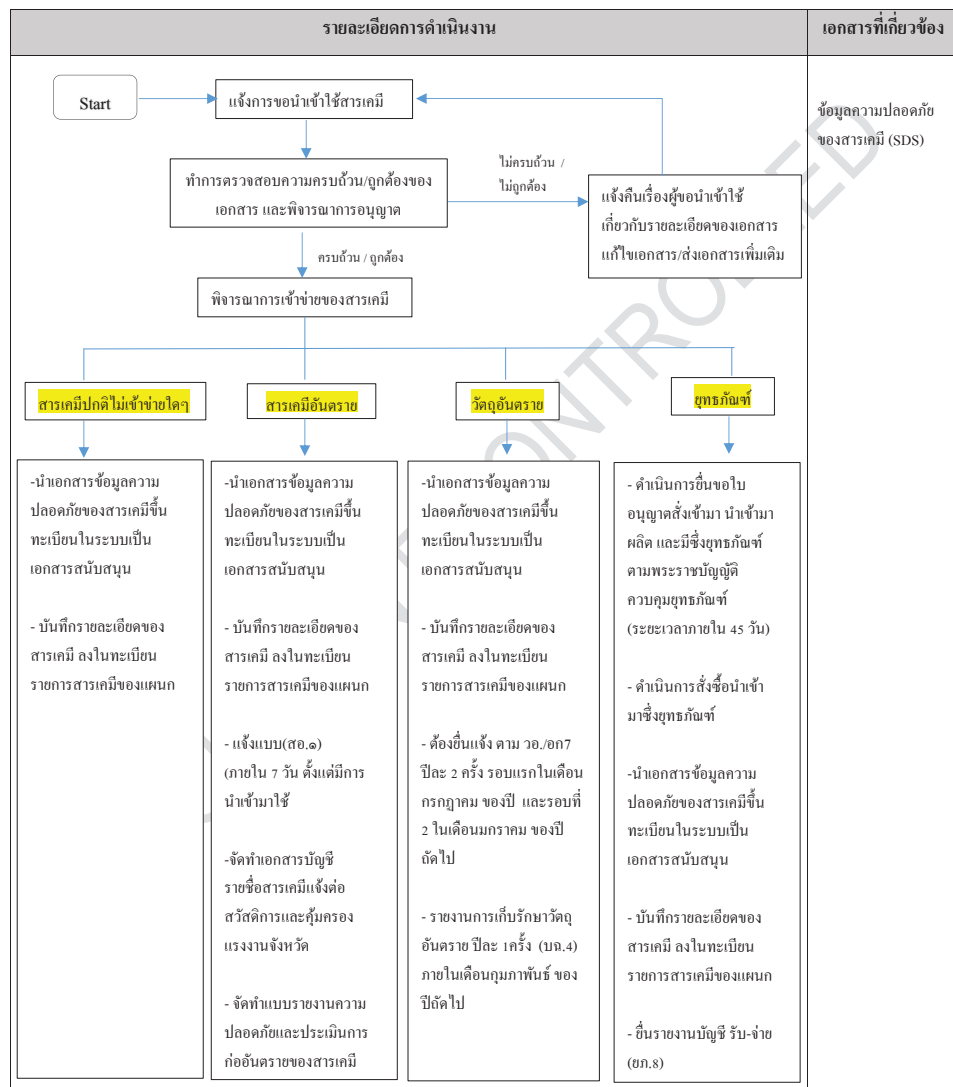 รายละเอียดการดำเนินงาน
เอกสารที่เกี่ยวข้อง
Start
แจ้งการขอนำเข้าใช้สารเคมี
ข้อมูลความปลอดภัย
ของสารเคมี (SDS)
ทำการตรวจสอบความครบถ้วน/ถูกต้องของ
เอกสาร และพิจารณาการอนุญาต
ไม่ครบถ้วน /
ไม่ถูกต้อง
แจ้งคืนเรื่องผู้ขอนำเข้าใช้
เกี่ยวกับรายละเอียดของเอกสาร
แก้ไขเอกสาร/ส่งเอกสารเพิ่มเติม
ครบถ้วน / ถูกต้อง
พิจารณาการเข้าข่ายของสารเคมี
สารเคมีปกติไม่เข้าข่ายใดๆ
สารเคมีอันตราย
วัตถุอันตราย
ยุทธภัณฑ์
-นำเอกสารข้อมูลความ
ปลอดภัยของสารเคมีขึ้น
ทะเบียนในระบบเป็น
เอกสารสนับสนุน
- บันทึกรายละเอียดของ
สารเคมี ลงในทะเบียน
รายการสารเคมีของแผนก
-นำเอกสารข้อมูลความ
ปลอดภัยของสารเคมีขึ้น
ทะเบียนในระบบเป็น
เอกสารสนับสนุน
- บันทึกรายละเอียดของ
สารเคมี ลงในทะเบียน
รายการสารเคมีของแผนก
- แจ้งแบบ(สอ.๑)
(ภายใน 7 วัน ตั้งแต่มีการ
นำเข้ามาใช้
-จัดทำเอกสารบัญชี
รายชื่อสารเคมีแจ้งต่อ
สวัสดิการและคุ้มครอง
แรงงานจังหวัด
- จัดทำแบบรายงานความ
ปลอดภัยและประเมินการ
ก่ออันตรายของสารเคมี
-นำเอกสารข้อมูลความ
ปลอดภัยของสารเคมีขึ้น
ทะเบียนในระบบเป็น
เอกสารสนับสนุน
- บันทึกรายละเอียดของ
สารเคมี ลงในทะเบียน
รายการสารเคมีของแผนก
- ต้องยื่นแจ้ง ตาม วอ./อก7
ปีละ 2 ครั้ง รอบแรกในเดือน
กรกฎาคม ของปี และรอบที่
2 ในเดือนมกราคม ของปี
ถัดไป
- รายงานการเก็บรักษาวัตถุ
อันตราย ปีละ 1ครั้ง (บฉ.4)
ภายในเดือนกุมภาพันธ์ ของ
ปีถัดไป
- ดำเนินการยื่นขอใบ
อนุญาตสั่งเข้ามา นำเข้ามา
ผลิต และมีซึ่งยุทธภัณฑ์
ตามพระราชบัญญัติ
ควบคุมยุทธภัณฑ์
(ระยะเวลาภายใน 45 วัน)
- ดำเนินการสั่งซื้อนำเข้า
มาซึ่งยุทธภัณฑ์
-นำเอกสารข้อมูลความ
ปลอดภัยของสารเคมีขึ้น
ทะเบียนในระบบเป็น
เอกสารสนับสนุน
- บันทึกรายละเอียดของ
สารเคมี ลงในทะเบียน
รายการสารเคมีของแผนก
- ยื่นรายงานบัญชี รับ-จ่าย
(ยภ.8)